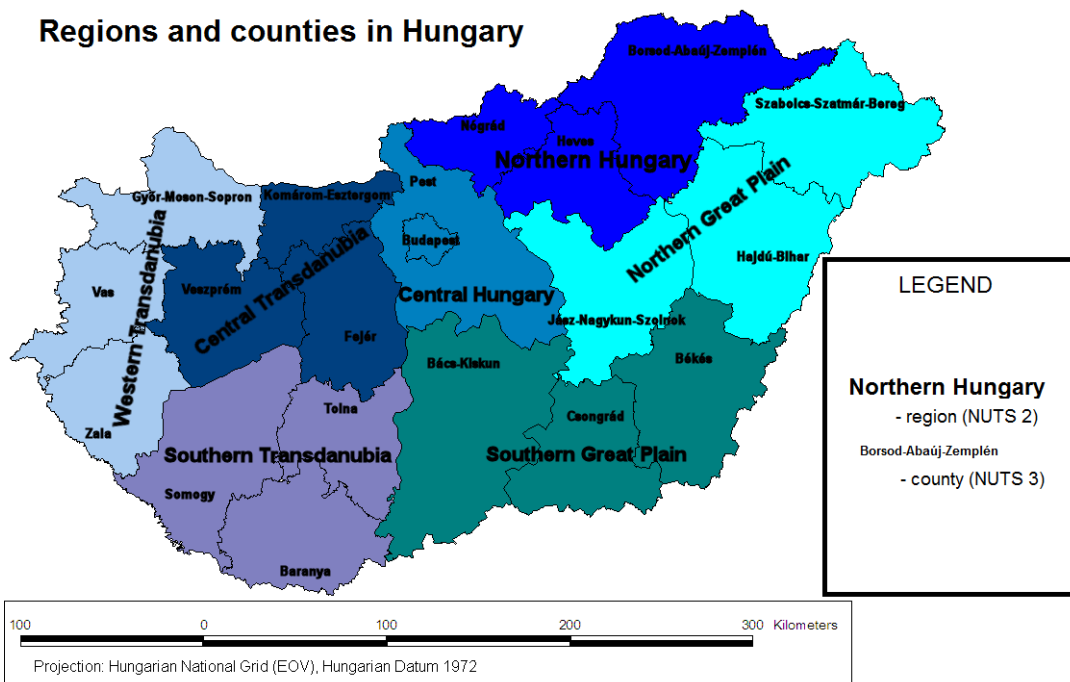 Regions and counties in Hungary
Borsod-Abaúj-Zemplén
Szabolcs-Szatmár-Bereg
Nógrád
Heves
Northern Hungary
Pest
Győr-Moson-Sopron
Komárom-Esztergom
Northern Great Plain
Budapest
Hajdú-Bihar
Vas
Western Transdanubia
Veszprém
Central Transdanubia
Central Hungary
Jász-Nagykun-Szolnok
Fejér
Bács-Kiskun
Békés
Tolna
Csongrád
Zala
Southern Transdanubia
Southern Great Plain
Somogy
Baranya
LEGEND
Northern Hungary
- region (NUTS 2)
Borsod-Abaúj-Zemplén
- county (NUTS 3)
100 0 100 200 300 Kilometers
Projection: Hungarian National Grid (EOV), Hungarian Datum 1972